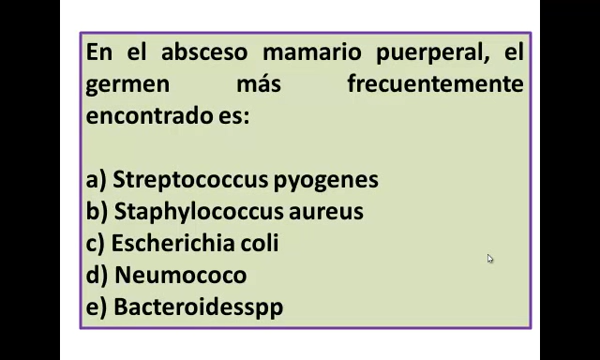 En el absceso mamario puerperal, el
germen más frecuentemente
encontrado es:
a) Streptococcus pyogenes
b) Staphylococcus aureus
c) Escherichia coli
d) Neumococo
e) Bacteroidesspp